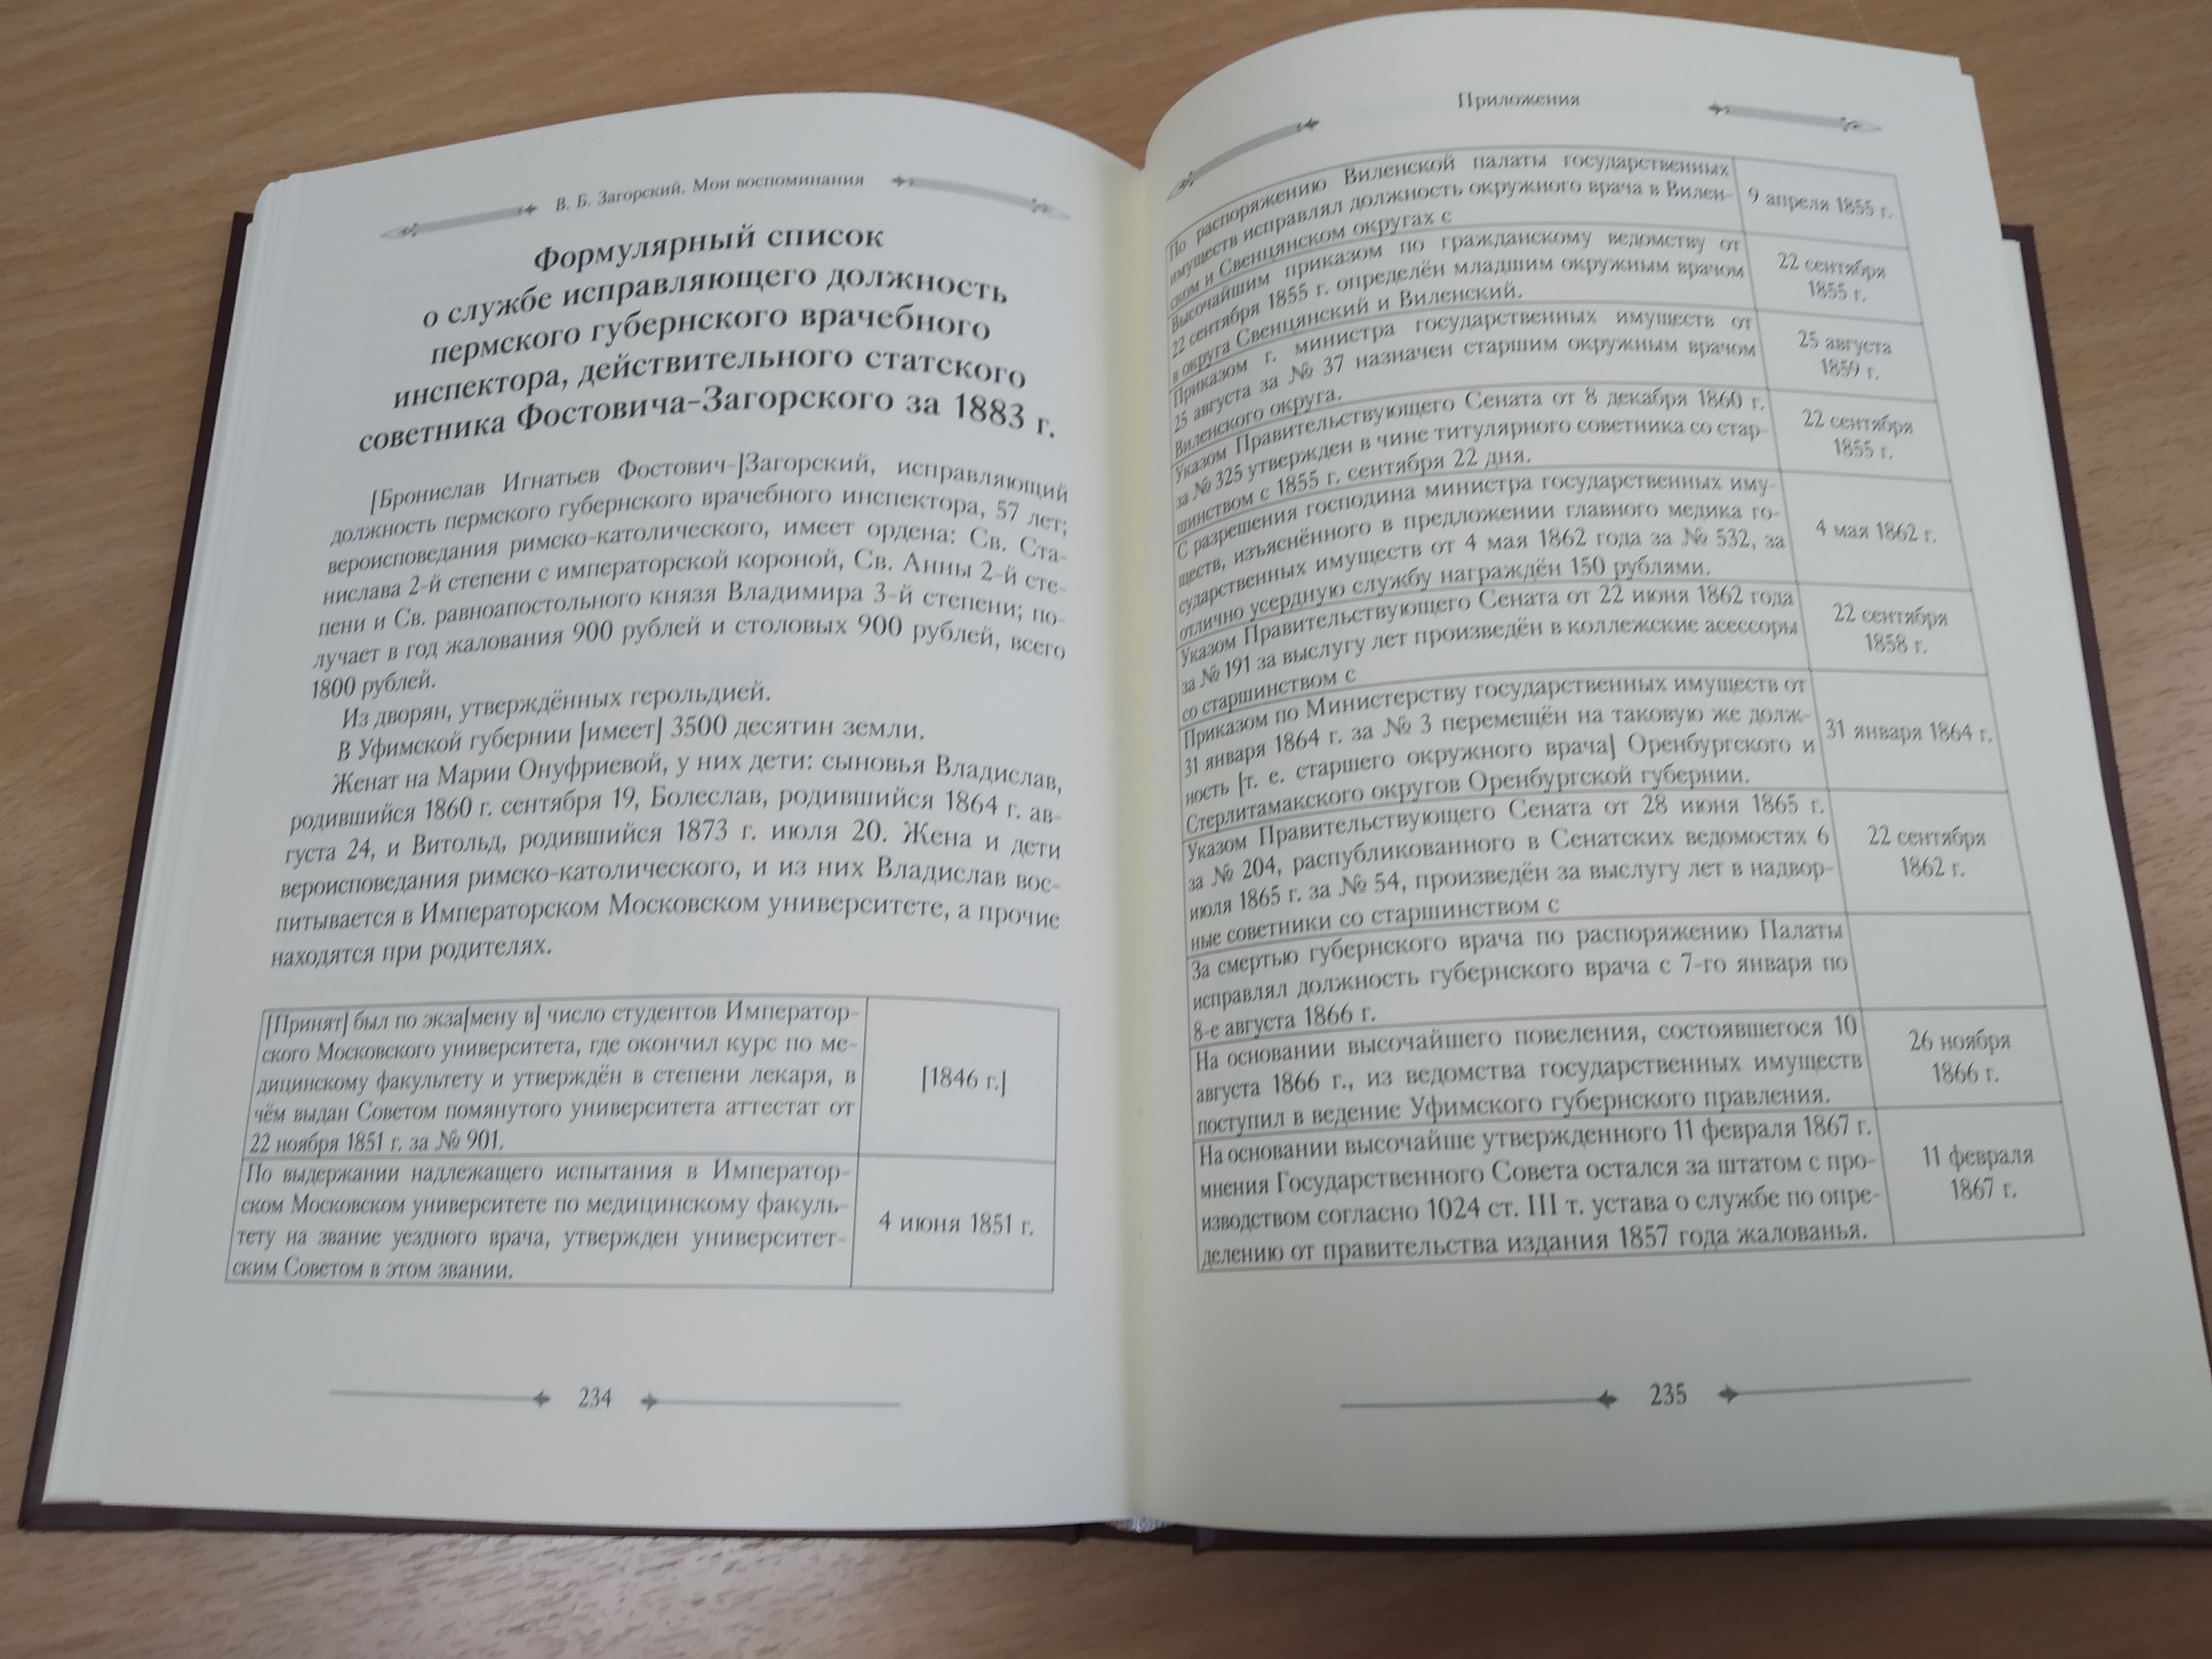 В. Б. Загорский. Мои воспоминания
Формулярный список
о службе исправляющего должность
пермского губернского врачебного
инспектора, действительного статского
советника Фостовича-Загорского за 1883 г.
[Бронислав Игнатьев Фостович-]Загорский, исправляющий
должность пермского губернского врачебного инспектора, 57 лет;
вероисповедания римско-католического, имеет ордена: Св. Ста-
нислава 2-й степени с императорской короной, Св. Анны 2-й сте-
пени и Св. равноапостольного князя Владимира 3-й степени; по-
лучает в год жалования 900 рублей и столовых 900 рублей, всего
1800 рублей.
Из дворян, утверждённых герольдией.
В Уфимской губернии [имеет] 3500 десятин земли.
Женат на Марии Онуфриевой, у них дети: сыновья Владислав,
родившийся 1860 г. сентября 19, Болеслав, родившийся 1864 г. ав-
густа 24, и Витольд, родившийся 1873 г. июля 20. Жена и дети
вероисповедания римско-католического, и из них Владислав вос-
питывается в Императорском Московском университете, а прочие
находятся при родителях.
[Принят] был по экза[мену в] число студентов Император-
ского Московского университета, где окончил курс по ме-
дицинскому факультету и утверждён в степени лекаря, в
чём выдан Советом помянутого университета аттестат от
22 ноября 1851 г. за № 901.
[1846 г.]
По выдержании надлежащего испытания в Император-
ском Московском университете по медицинскому факуль-
тету на звание уездного врача, утвержден университет-
ским Советом в этом звании.
4 июня 1851 г.
234
Приложения
По распоряжению Виленской палаты государственных
имуществ исправлял должность окружного врача в Вилен-
ском и Свенцянском округах с
9 апреля 1855 г.
Высочайшим приказом по гражданскому ведомству от
22 сентября 1855 г. определён младшим окружным врачом
в округа Свенцянский и Виленский.
22 сентября
1855 г.
Приказом г. министра государственных имуществ от
25 августа за № 37 назначен старшим окружным врачом
Виленского округа.
25 августа
1859 г.
Указом Правительствующего Сената от 8 декабря 1860 г.
за № 325 утвержден в чине титулярного советника со стар-
шинством с 1855 г. сентября 22 дня.
22 сентября
1855 г.
С разрешения господина министра государственных иму-
ществ, изъяснённого в предложении главного медика го-
сударственных имуществ от 4 мая 1862 года за № 532, за
отлично усердную службу награждён 150 рублями.
4 мая 1862 г.
Указом Правительствующего Сената от 22 июня 1862 года
за № 191 за выслугу лет произведён в коллежские асессоры
со старшинством с
22 сентября
1858 г.
Приказом по Министерству государственных имуществ от
31 января 1864 г. за № 3 перемещён на таковую же долж-
ность [т. е. старшего окружного врача] Оренбургского и
Стерлитамакского округов Оренбургской губернии.
31 января 1864 г.
Указом Правительствующего Сената от 28 июня 1865 г.
за № 204, распубликованного в Сенатских ведомостях 6
июля 1865 г. за № 54, произведён за выслугу лет в надвор-
ные советники со старшинством с
22 сентября
1862 г.
За смертью губернского врача по распоряжению Палаты
исправлял должность губернского врача с 7-го января по
8-е августа 1866 г.
На основании высочайшего повеления, состоявшегося 10
августа 1866 г., из ведомства государственных имуществ
поступил в ведение Уфимского губернского правления.
26 ноября
1866 г.
На основании высочайше утвержденного 11 февраля 1867 г.
мнения Государственного Совета остался за штатом с про-
изводством согласно 1024 ст. III т. устава о службе по опре-
делению от правительства издания 1857 года жалованья.
11 февраля
1867 г.
235